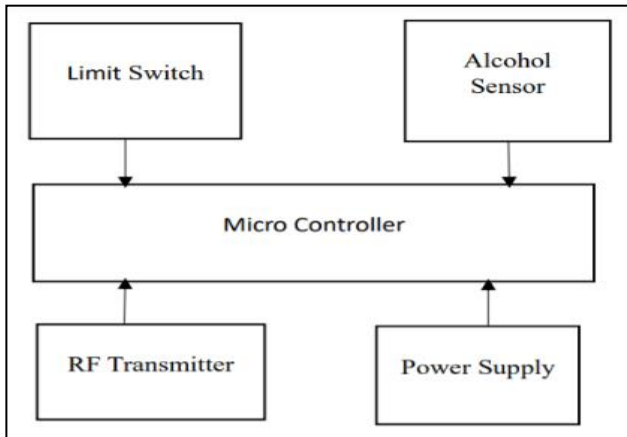 Limit Switch
Alcohol
Sensor
Micro Controller
RF Transmitter
Power Supply